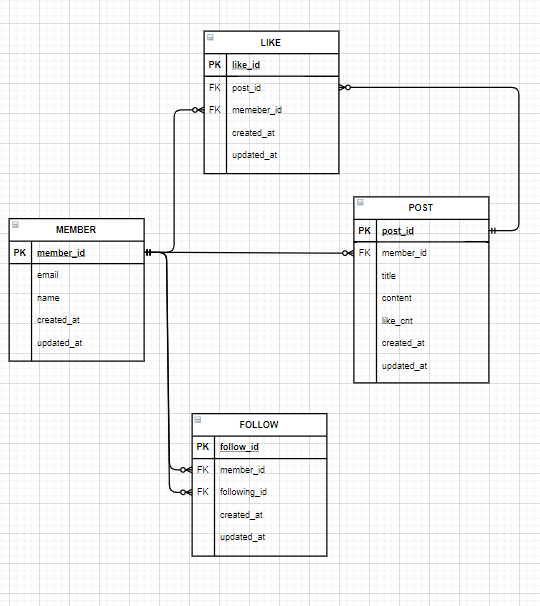 LIKE
PK like_id
FK post_id
FK memeber_id
created_at
updated_at
POST
PK post_id
FK member_id
title
content
like_cnt
created_at
updated_at
MEMBER
PK member_id
email
name
created_at
updated_at
FOLLOW
PK follow_id
FK member_id
FK following_id
created_at
updated_at